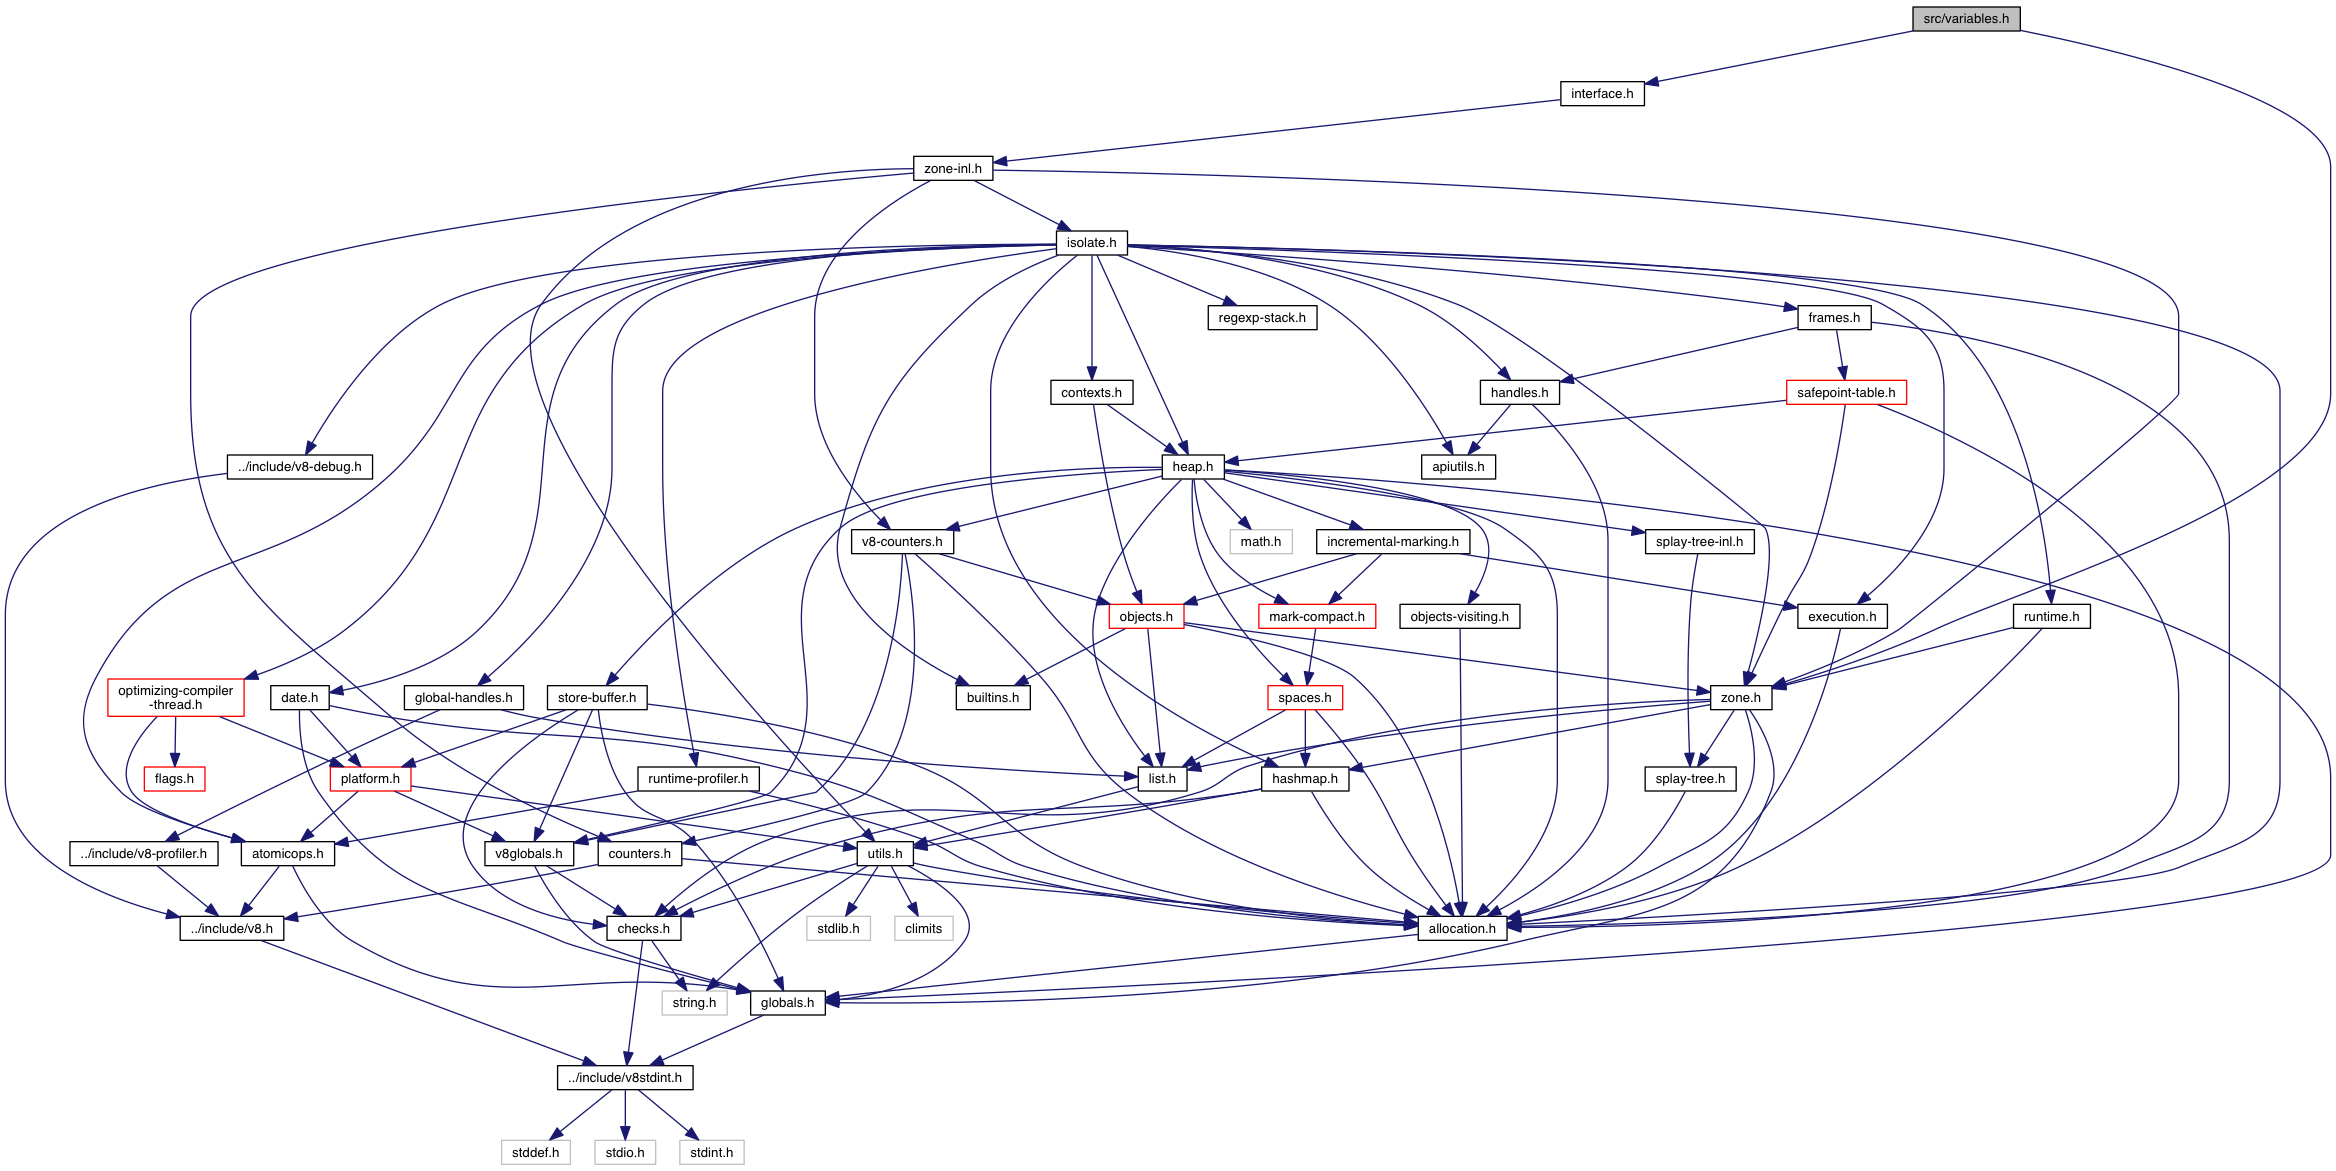 src/variables.h
interface.h
zone-inl.h
isolate.h
regexp-stack.h
frames.h
contexts.h
handles.h
safepoint-table.h
../include/v8-debug.h
heap.h
apiutils.h
v8-counters.h
math.h
incremental-marking.h
splay-tree-inl.h
objects.h
mark-compact.h
objects-visiting.h
execution.h
runtime.h
optimizing-compiler
-thread.h
date.h
global-handles.h
store-buffer.h
builtins.h
spaces.h
zone.h
flags.h
platform.h
runtime-profiler.h
list.h
hashmap.h
splay-tree.h
../include/v8-profiler.h
atomicops.h
v8globals.h
counters.h
utils.h
../include/v8.h
checks.h
stdlib.h
climits
allocation.h
string.h
globals.h
../include/v8stdint.h
stddef.h
stdio.h
stdint.h